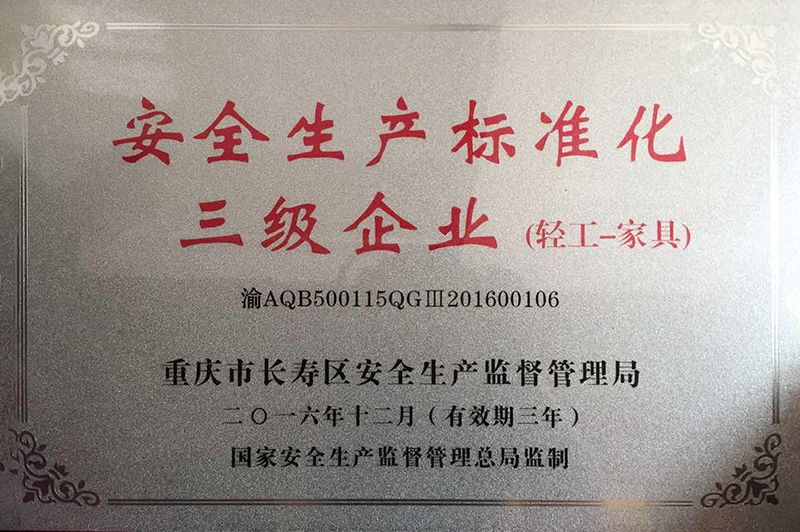 安全生产标准化
三级企业 (轻工-家具)
渝AQB500115QGⅢ201600106
重庆市长寿区安全生产监督管理局
二〇一六年十二月(有效期三年)
国家安全生产监督管理总局监制